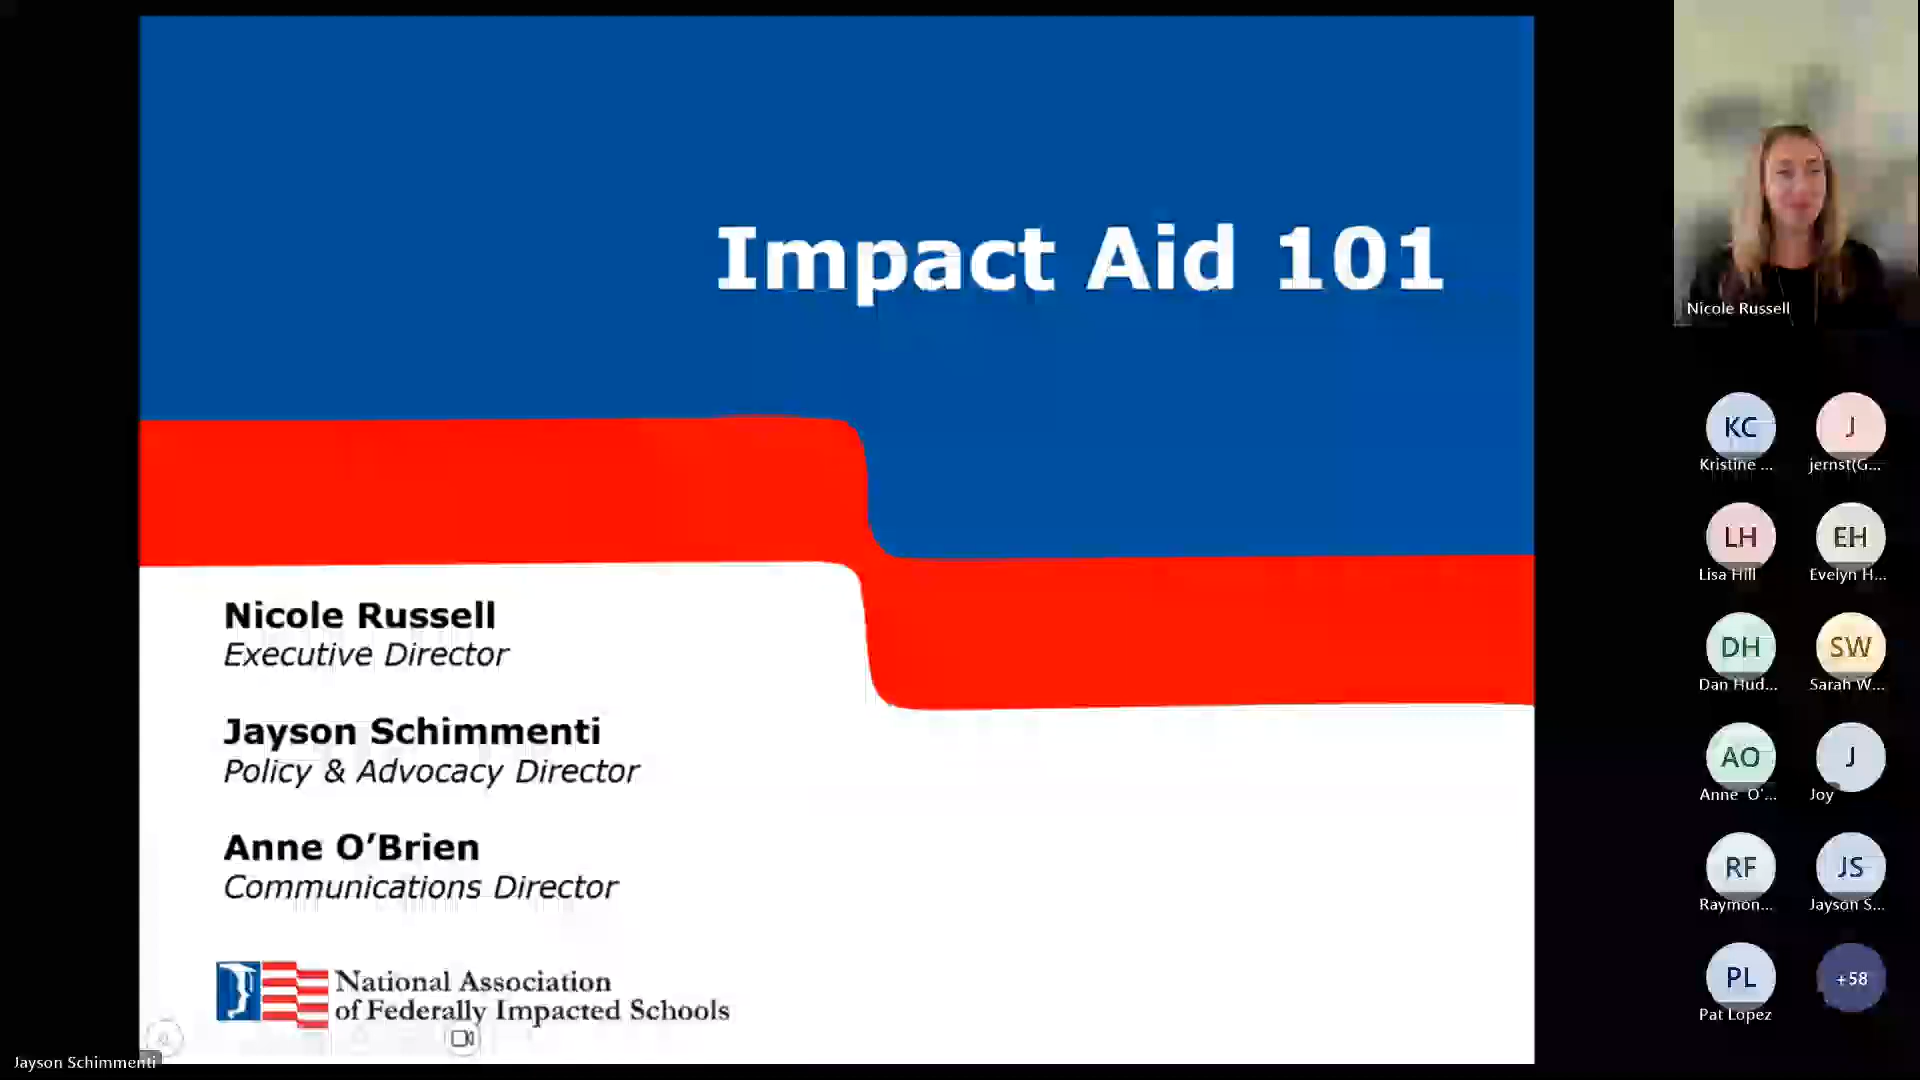 Impact Aid 101
Nicole Russell
Executive Director
Jayson Schimmenti
Policy & Advocacy Director
Anne O’Brien
Communications Director
National Association
of Federally Impacted Schools
Jayson Schimmenti
Nicole Russell
KC
Kristine ...
J
jernst(G...
LH
Lisa Hill
EH
Evelyn H...
DH
Dan Hud...
SW
Sarah W...
AO
Anne O'...
J
Joy
RF
Raymon...
JS
Jayson S...
PL
Pat Lopez
+58